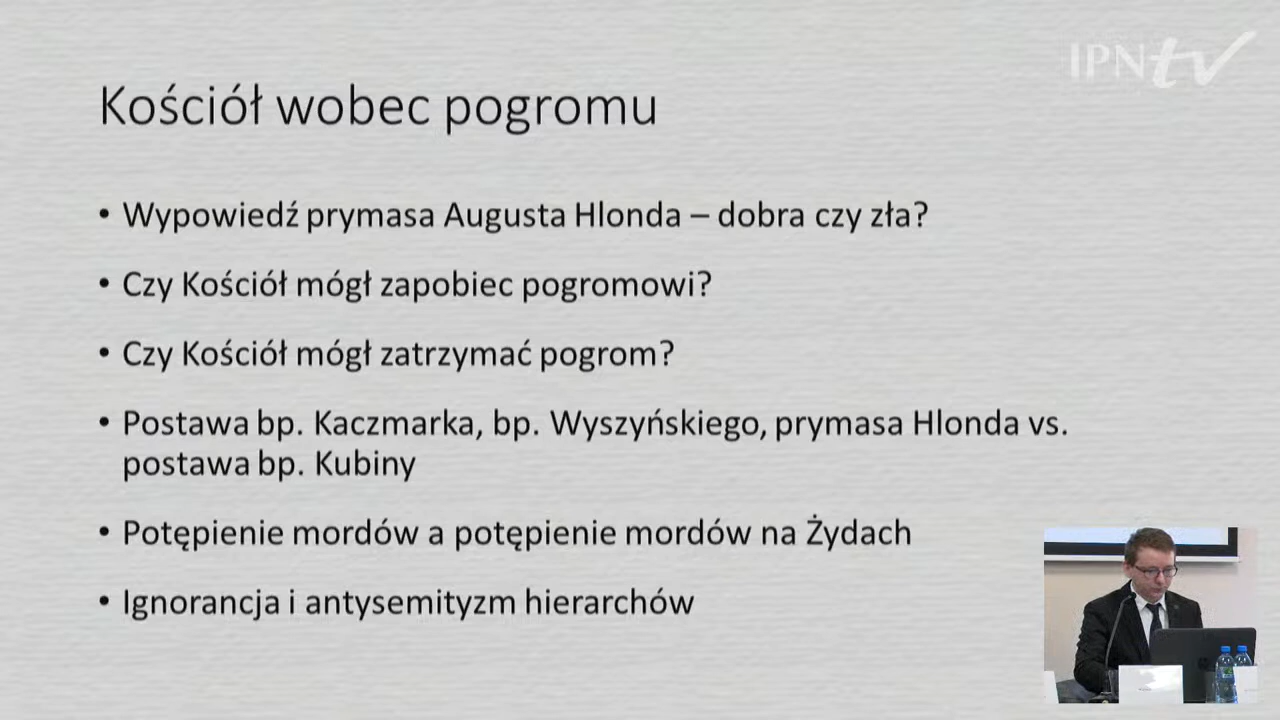 IPNtv
Kościół wobec pogromu
• Wypowiedź prymasa Augusta Hlonda – dobra czy zła?
• Czy Kościół mógł zapobiec pogromowi?
• Czy Kościół mógł zatrzymać pogrom?
• Postawa bp. Kaczmarka, bp. Wyszyńskiego, prymasa Hlonda vs.
postawa bp. Kubiny
• Potępienie mordów a potępienie mordów na Żydach
• Ignorancja i antysemityzm hierarchów